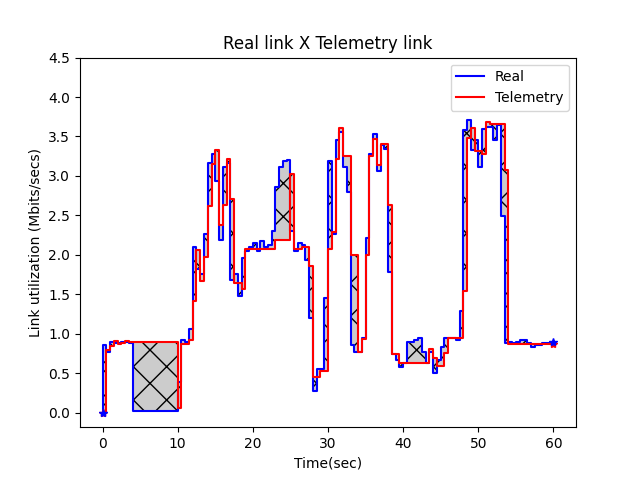 Real link X Telemetry link
Real
Telemetry
Link utilization (Mbits/secs)
4.5
4.0
3.5
3.0
2.5
2.0
1.5
1.0
0.5
0.0
0 10 20 30 40 50 60
Time(sec)